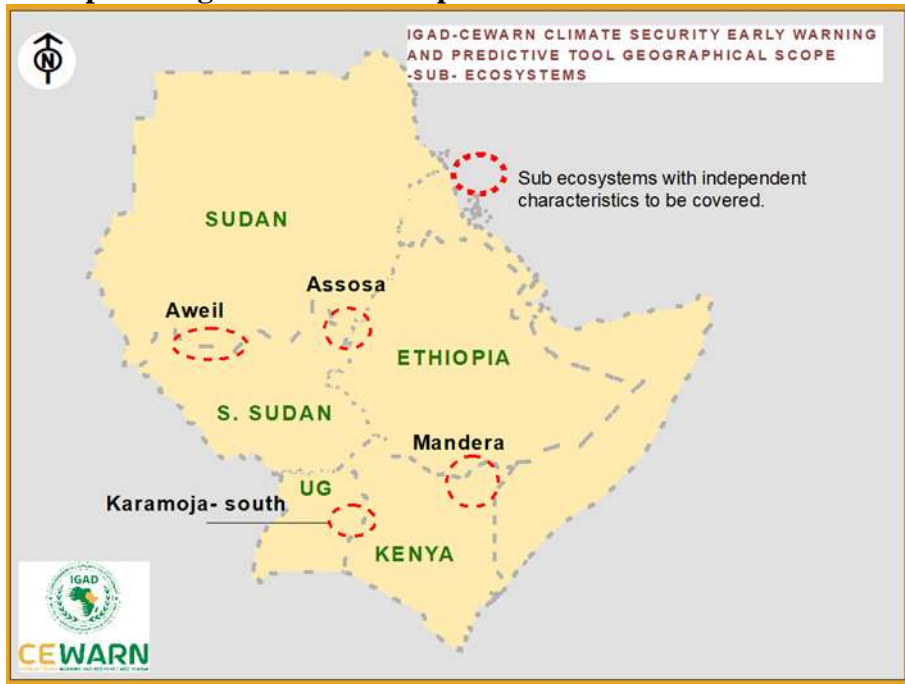 IGAD-CEWARN CLIMATE SECURITY EARLY WARNING
AND PREDICTIVE TOOL GEOGRAPHICAL SCOPE
-SUB- ECOSYSTEMS
Sub ecosystems with independent
characteristics to be covered.
SUDAN
Assosa
Aweil
ETHIOPIA
S. SUDAN
Mandera
UG
Karamoja- south
KENYA
IGAD
CEWARN